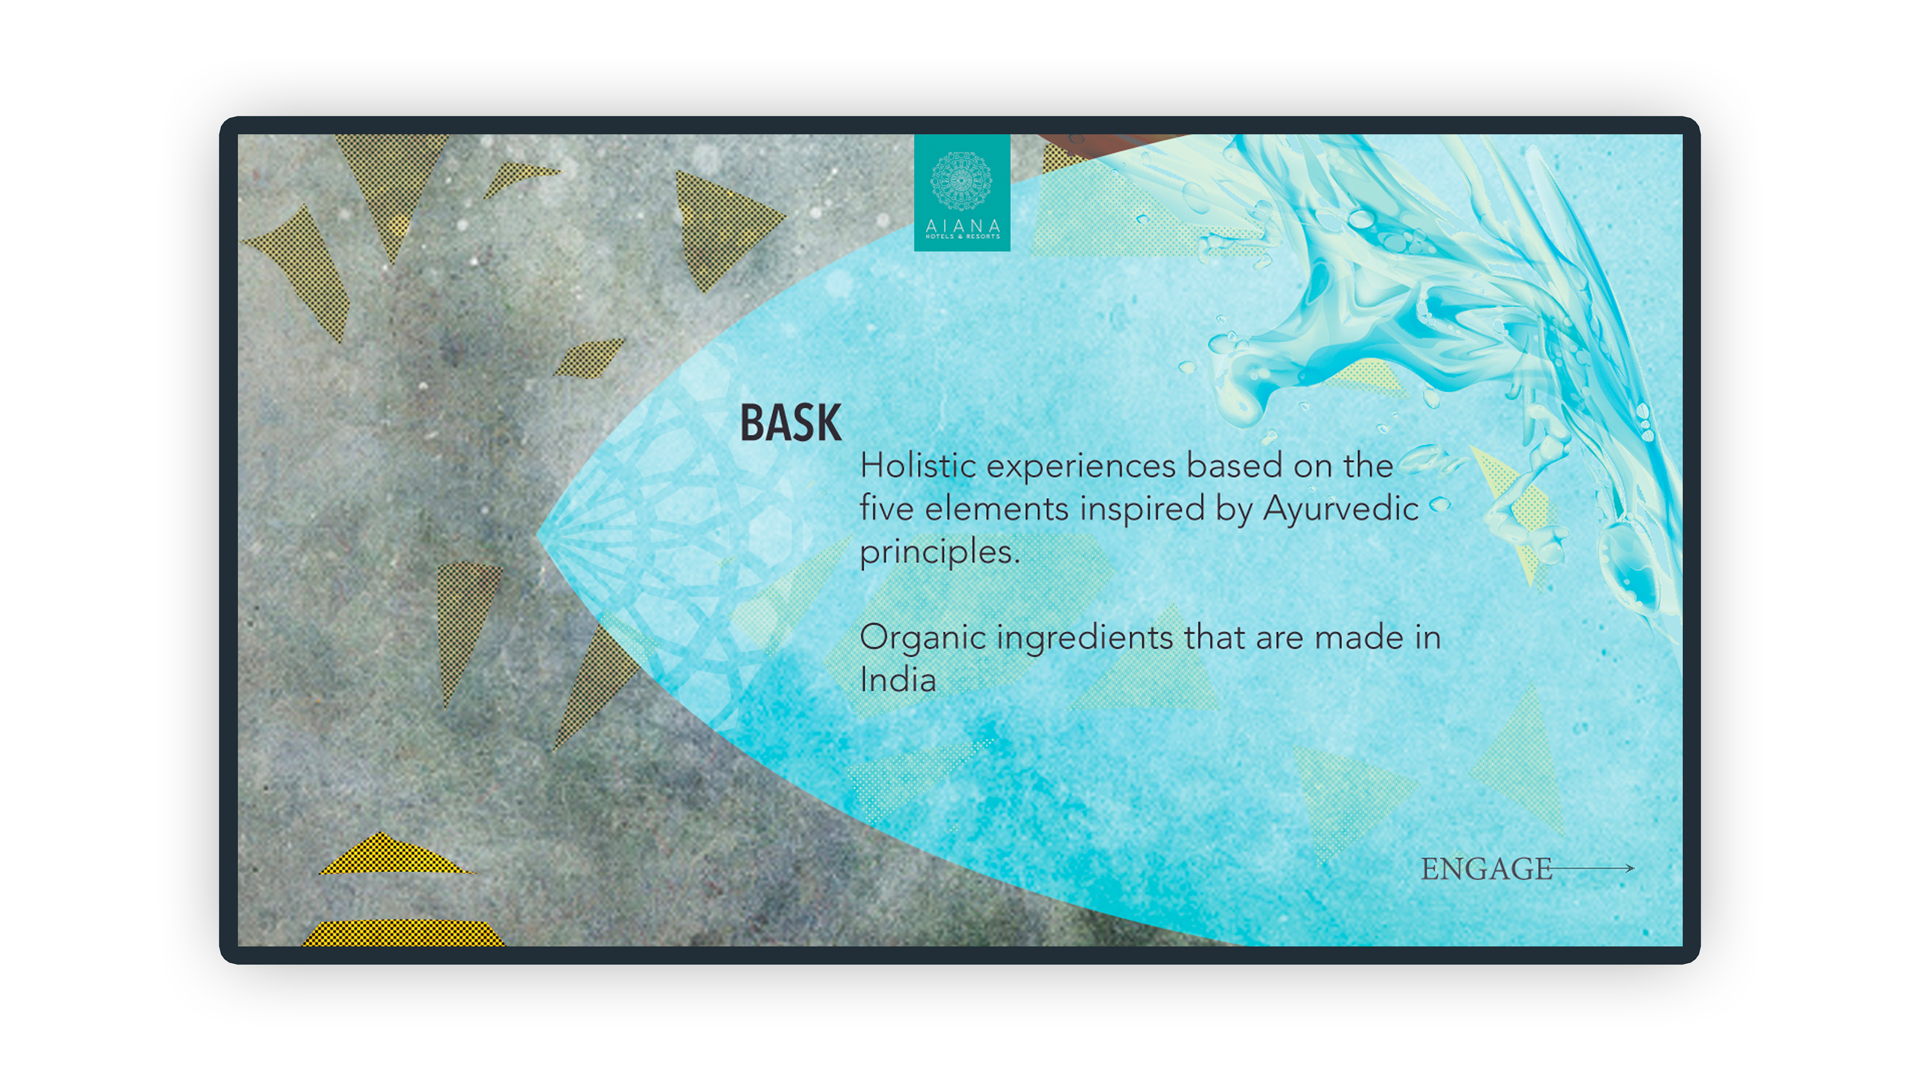 AIANA
HOTELS & RESORTS
BASK
Holistic experiences based on the
five elements inspired by Ayurvedic
principles.
Organic ingredients that are made in
India
ENGAGE